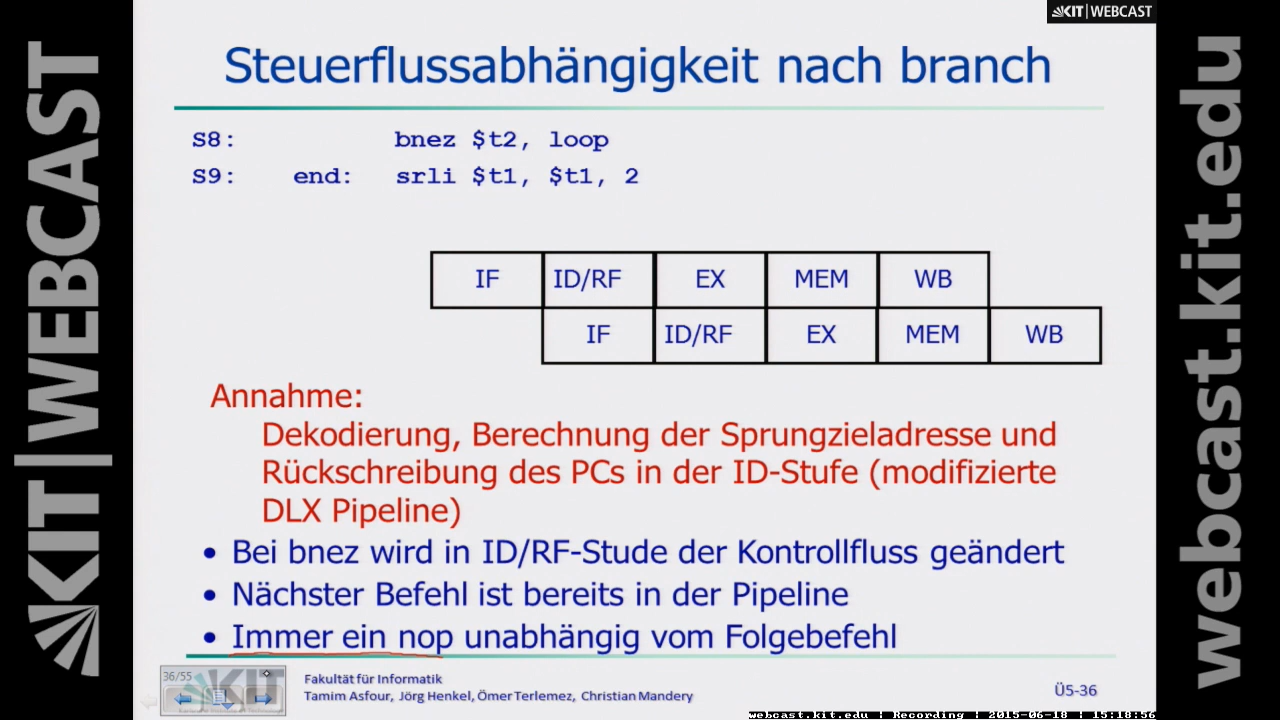 KIT | WEBCAST
Steuerflussabhängigkeit nach branch
S8: bnez $t2, loop
S9: end: srli $t1, $t1, 2
IF ID/RF EX MEM WB
IF ID/RF EX MEM WB
Annahme:
Dekodierung, Berechnung der Sprungzieladresse und
Rückschreibung des PCs in der ID-Stufe (modifizierte
DLX Pipeline)
• Bei bnez wird in ID/RF-Stude der Kontrollfluss geändert
• Nächster Befehl ist bereits in der Pipeline
• Immer ein nop unabhängig vom Folgebefehl
36/55
KIT
Fakultät für Informatik
Tamim Asfour, Jörg Henkel, Ömer Terlemez, Christian Mandery
Ü5-36
KIT | WEBCAST
webcast.kit.edu
webcast.kit.edu | Recording | 2015-06-18 | 15:18:56